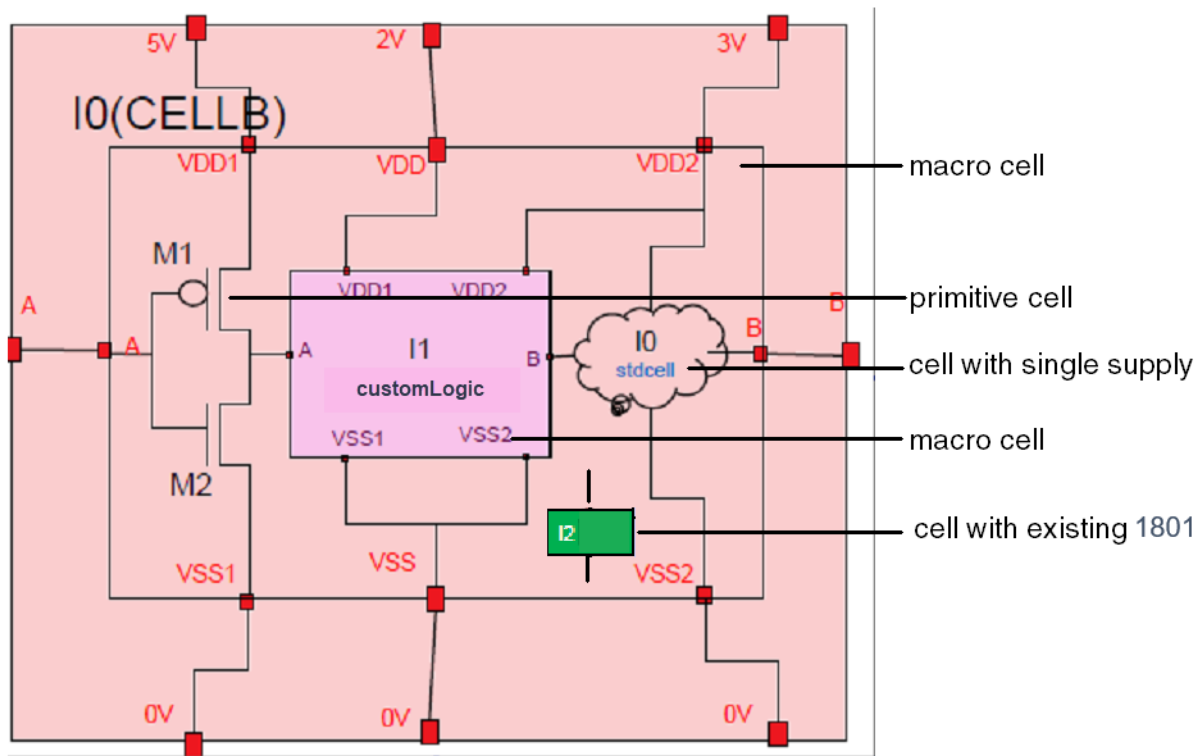 5V
2V
3V
I0(CELLB)
VDD1
VDD
VDD2
macro cell
M1
A
VDD1
VDD2
primitive cell
B
A
A
I1
B
I0
B
stdcell
cell with single supply
customLogic
VSS1
VSS2
macro cell
M2
I2
cell with existing 1801
VSS1
VSS
VSS2
0V
0V
0V